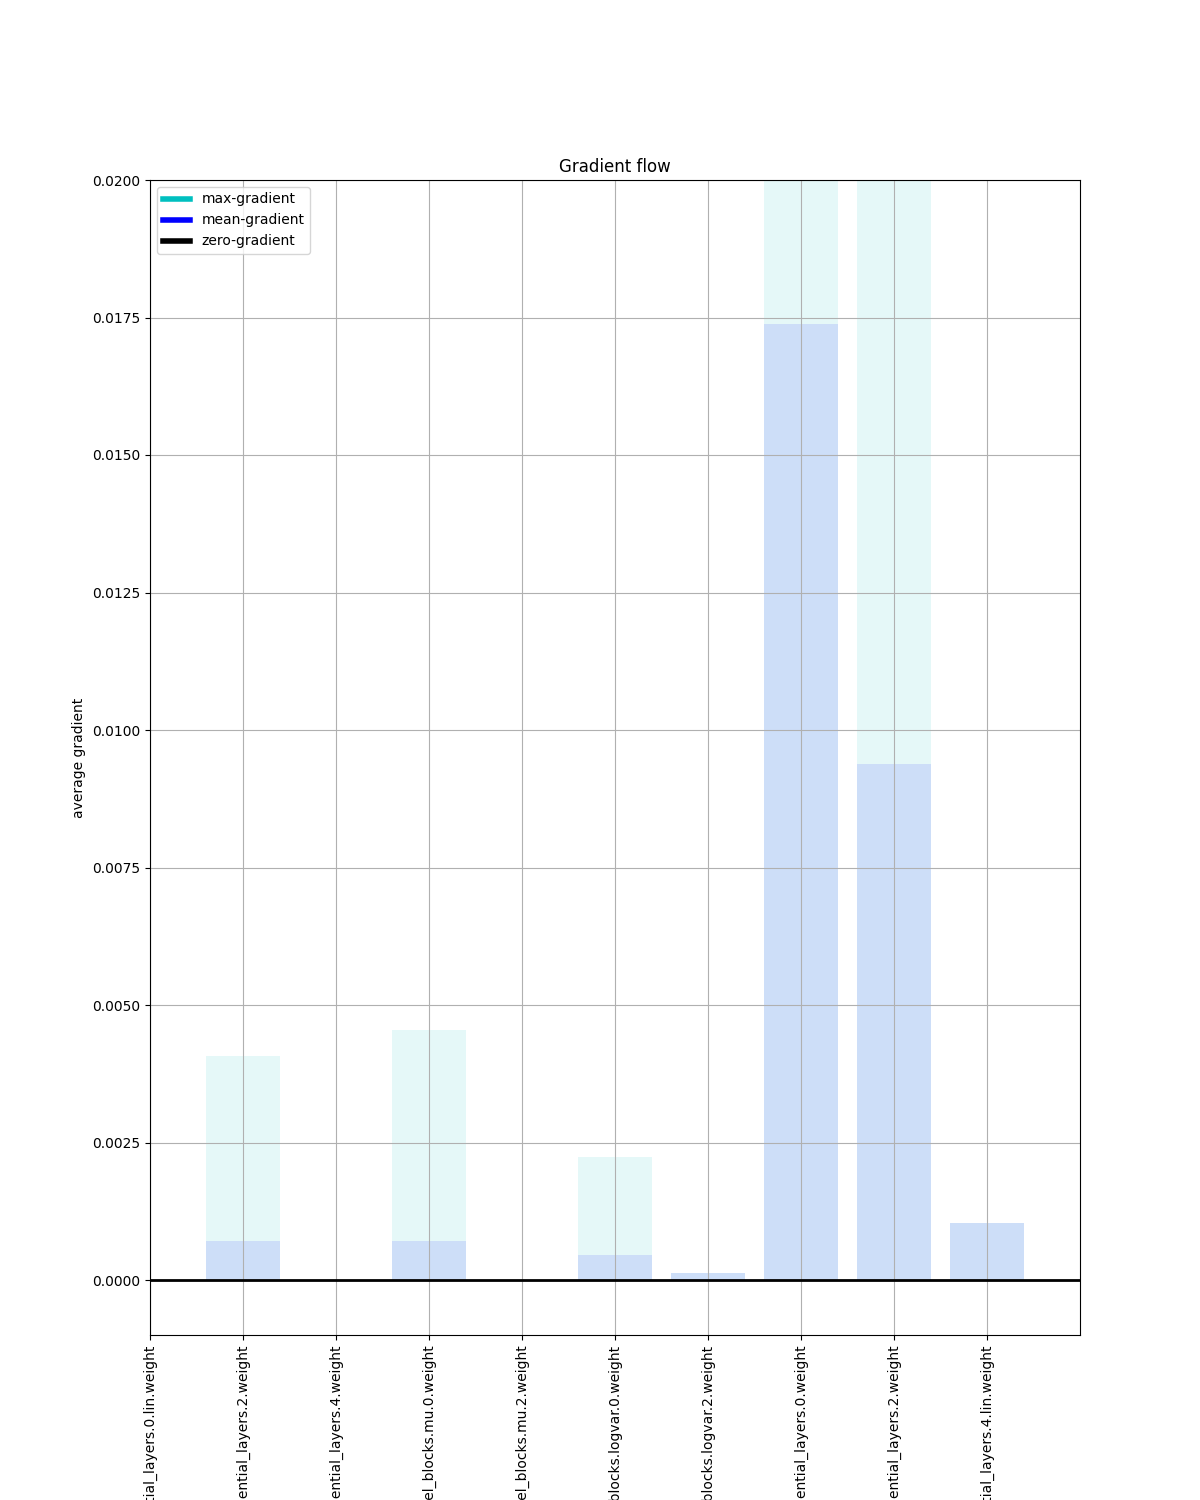 Gradient flow
max-gradient
mean-gradient
zero-gradient
average gradient
0.0200
0.0175
0.0150
0.0125
0.0100
0.0075
0.0050
0.0025
0.0000
tial_layers.0.lin.weight
ential_layers.2.weight
ential_layers.4.weight
el_blocks.mu.0.weight
el_blocks.mu.2.weight
blocks.logvar.0.weight
blocks.logvar.2.weight
ential_layers.0.weight
ential_layers.2.weight
tial_layers.4.lin.weight